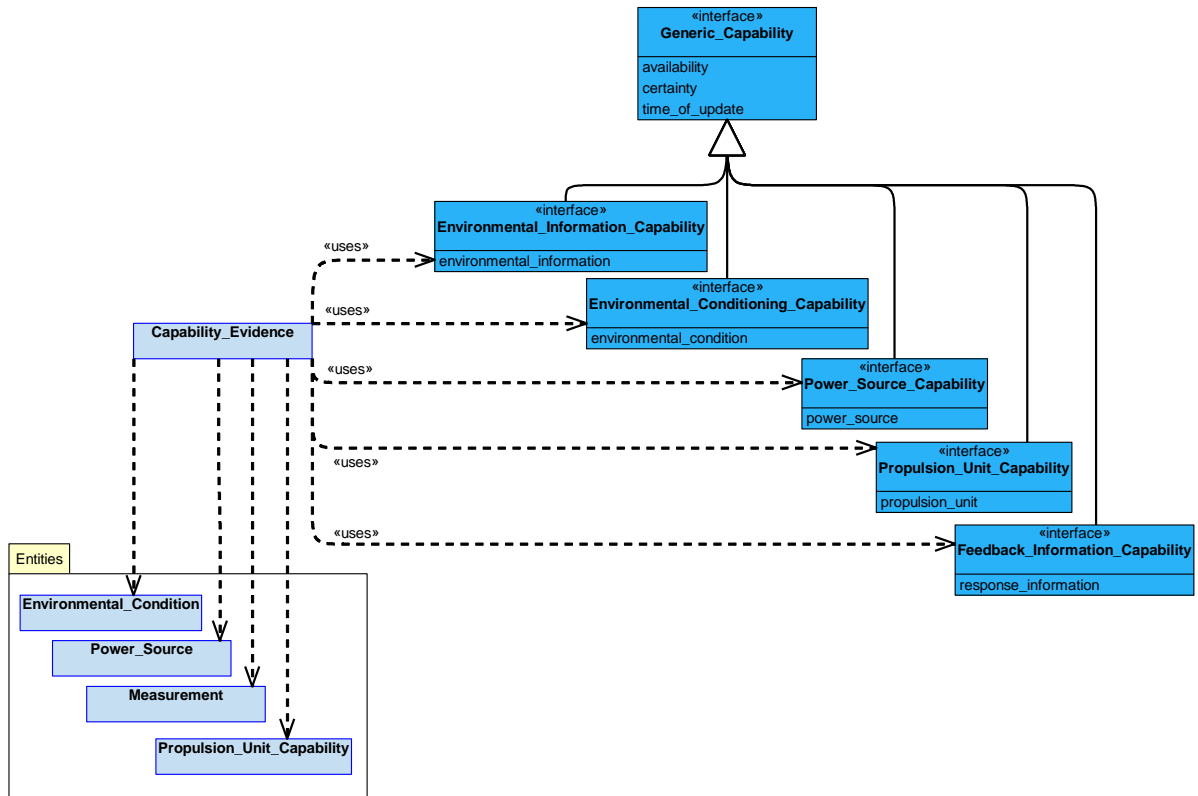 «interface»
Generic_Capability
availability
certainty
time_of_update
«interface»
Environmental_Information_Capability
environmental_information
«uses»
«interface»
Environmental_Conditioning_Capability
environmental_condition
«uses»
Capability_Evidence
«interface»
Power_Source_Capability
power_source
«uses»
«interface»
Propulsion_Unit_Capability
propulsion_unit
«uses»
«interface»
Feedback_Information_Capability
response_information
«uses»
Entities
Environmental_Condition
Power_Source
Measurement
Propulsion_Unit_Capability